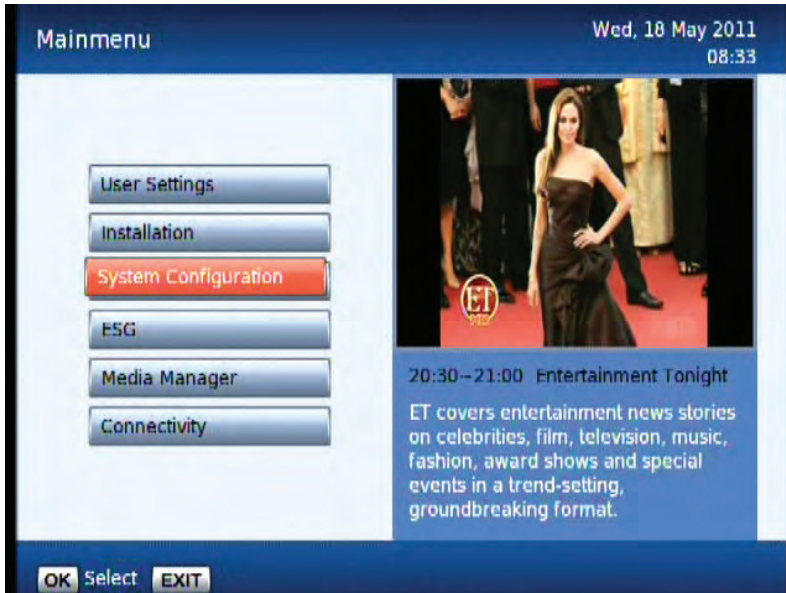 Mainmenu
Wed, 18 May 2011
08:33
User Settings
Installation
System Configuration
ESG
Media Manager
Connectivity
ET
HD
20:30~21:00 Entertainment Tonight
ET covers entertainment news stories
on celebrities, film, television, music,
fashion, award shows and special
events in a trend-setting,
groundbreaking format.
OK Select EXIT